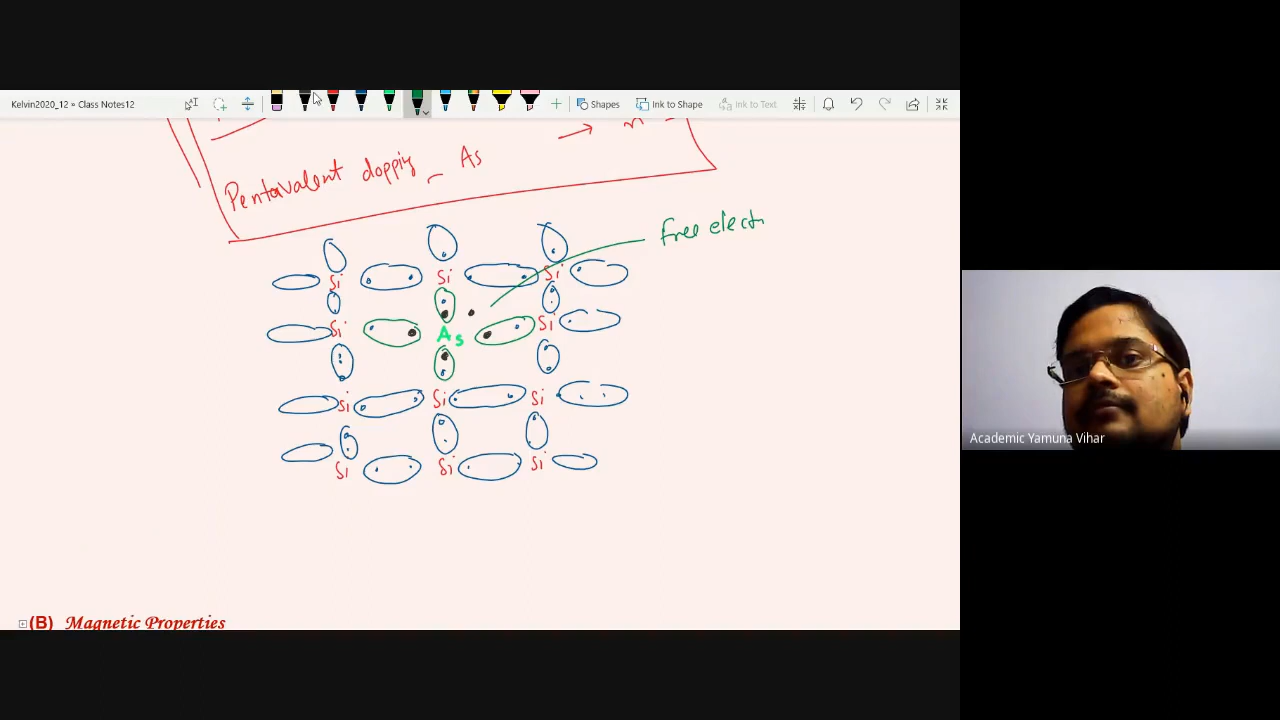 Kelvin2020_12 » Class Notes12
Shapes
Ink to Shape
Ink to Text
Pentavalent doppig - As → n -
free elect
Si Si Si
Si As Si
Si Si Si
Si Si Si
Academic Yamuna Vihar
(B) Magnetic Properties